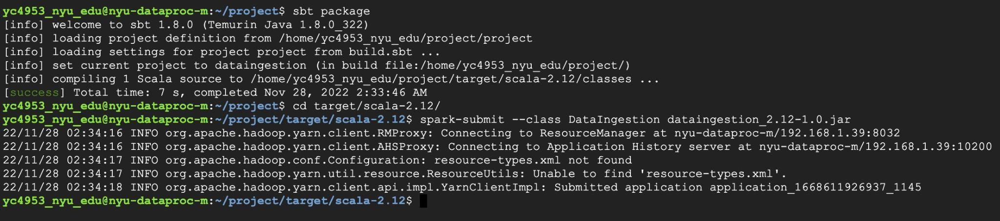 yc4953_nyu_edu@nyu-dataproc-m:~/project$ sbt package
[info] welcome to sbt 1.8.0 (Temurin Java 1.8.0_322)
[info] loading project definition from /home/yc4953_nyu_edu/project/project
[info] loading settings for project project from build.sbt ...
[info] set current project to dataingestion (in build file:/home/yc4953_nyu_edu/project/)
[info] compiling 1 Scala source to /home/yc4953_nyu_edu/project/target/scala-2.12/classes ...
[success] Total time: 7 s, completed Nov 28, 2022 2:33:46 AM
yc4953_nyu_edu@nyu-dataproc-m:~/project$ cd target/scala-2.12/
yc4953_nyu_edu@nyu-dataproc-m:~/project/target/scala-2.12$ spark-submit --class DataIngestion dataingestion_2.12-1.0.jar
22/11/28 02:34:16 INFO org.apache.hadoop.yarn.client.RMProxy: Connecting to ResourceManager at nyu-dataproc-m/192.168.1.39:8032
22/11/28 02:34:16 INFO org.apache.hadoop.yarn.client.AHSProxy: Connecting to Application History server at nyu-dataproc-m/192.168.1.39:10200
22/11/28 02:34:17 INFO org.apache.hadoop.conf.Configuration: resource-types.xml not found
22/11/28 02:34:17 INFO org.apache.hadoop.yarn.util.resource.ResourceUtils: Unable to find 'resource-types.xml'.
22/11/28 02:34:18 INFO org.apache.hadoop.yarn.client.api.impl.YarnClientImpl: Submitted application application_1668611926937_1145
yc4953_nyu_edu@nyu-dataproc-m:~/project/target/scala-2.12$